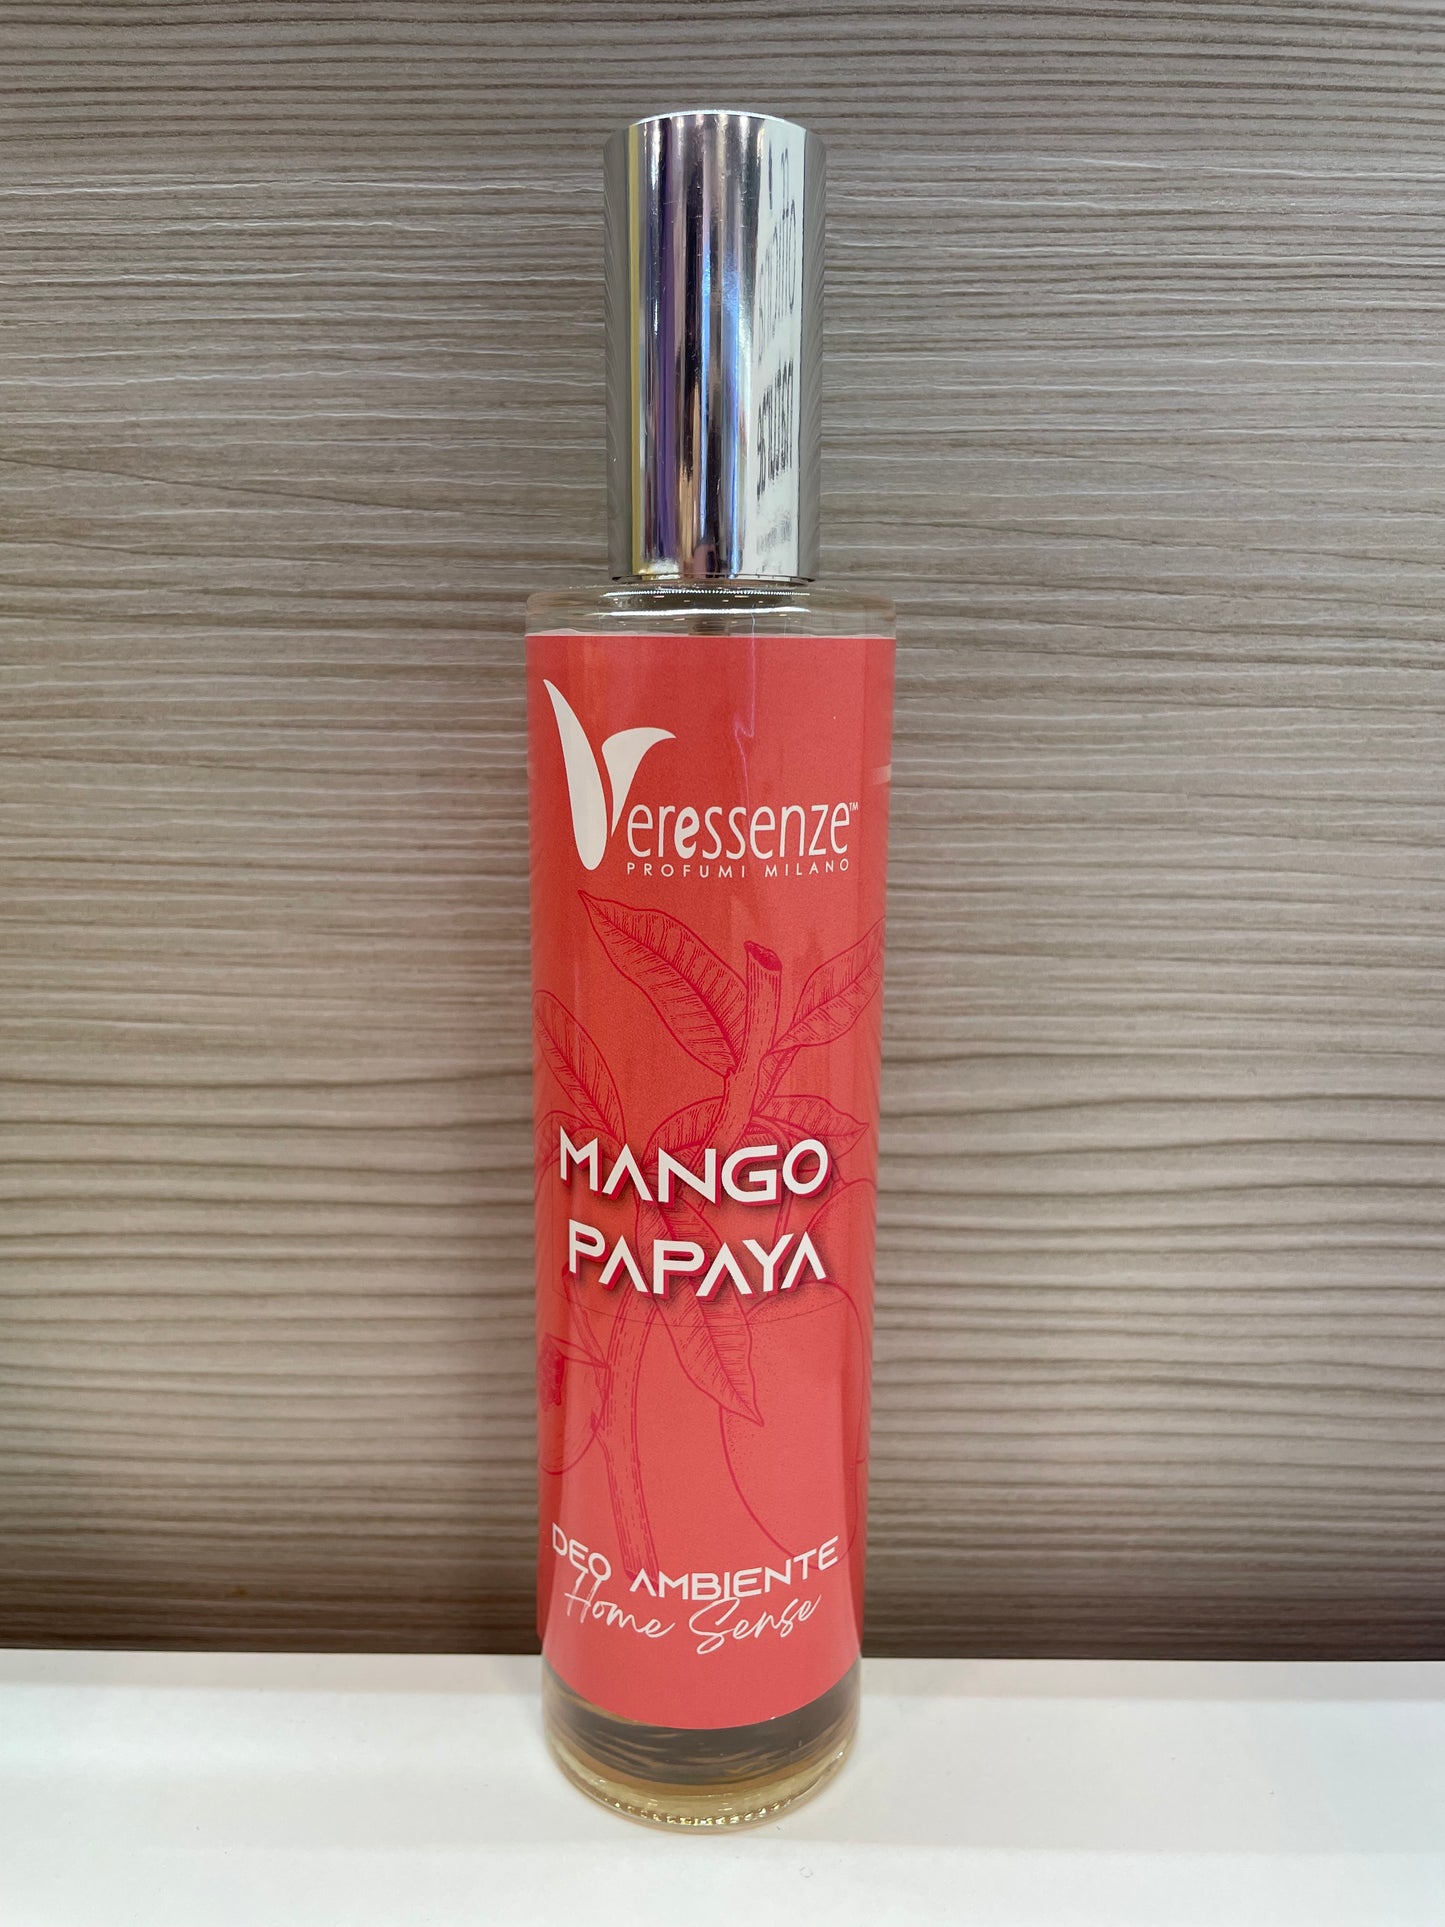 Veressenze™
PROFUMI MILANO
MANGO
PAPAYA
DEO AMBIENTE
Home Sense